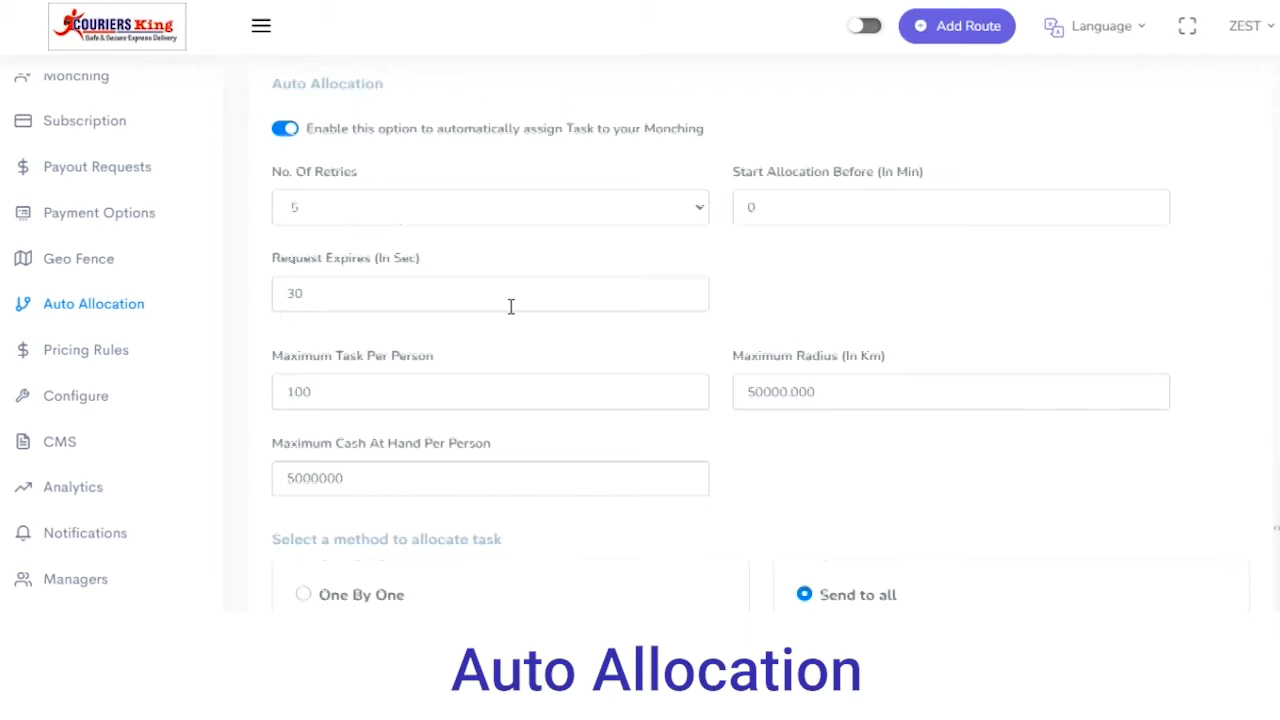 COURIERS King
Safe & Secure Express Delivery
Add Route
Language
ZEST
Monching
Subscription
Payout Requests
Payment Options
Geo Fence
Auto Allocation
Pricing Rules
Configure
CMS
Analytics
Notifications
Managers
Auto Allocation
Enable this option to automatically assign Task to your Monching
No. Of Retries
Start Allocation Before (In Min)
5
0
Request Expires (In Sec)
30
Maximum Task Per Person
Maximum Radius (In Km)
100
50000.000
Maximum Cash At Hand Per Person
5000000
Select a method to allocate task
One By One
Send to all
Auto Allocation